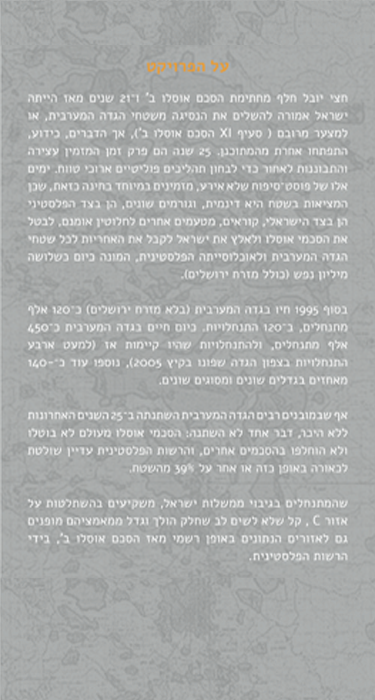 על הפרוייקט
חצי יובל חלף מחתימת הסכם אוסלו ב' ו־21 שנים מאז הייתה
ישראל אמורה להשלים את הנסיגה משטחי הגדה המערבית, או
למצער מרובם ( סעיף XI הסכם אוסלו ב'), אך הדברים, כידוע,
התפתחו אחרת מהמתוכנן. 25 שנה הם פרק זמן המזמין עצירה
והתבוננות לאחור כדי לבחון תהליכים פוליטיים ארוכי טווח. ימים
אלו של פוסט־סיפוח שלא אירע, מזמינים במיוחד בחינה כזאת, שכן
המציאות בשטח היא דינמית, וגורמים שונים, הן בצד הפלסטיני
הן בצד הישראלי, קוראים, מטעמים אחרים לחלוטין אומנם, לבטל
את הסכמי אוסלו ולאלץ את ישראל לקבל את האחריות לכל שטחי
הגדה המערבית ולאוכלוסייתה הפלסטינית, המונה ביום כשלושה
מיליון נפש (כולל מזרח ירושלים).
בסוף 1995 חיו בגדה המערבית (בלא מזרח ירושלים) כ־120 אלף
מתנחלים, ב־120 התנחלויות. כיום חיים בגדה המערבית כ־450
אלף מתנחלים, ולהתנחלויות שהיו קיימות אז (למעט ארבע
התנחלויות בצפון הגדה שפונו בקיץ 2005), נוספו עוד כ־140
מאחזים בגדלים שונים ומסוגים שונים.
אף שבמובנים רבים הגדה המערבית השתנתה ב־25 השנים האחרונות
ללא היכר, דבר אחד לא השתנה: הסכמי אוסלו מעולם לא בוטלו
ולא הוחלפו בהסכמים אחרים, והרשות הפלסטינית עדיין שולטת
לכאורה באופן כזה או אחר על 39% מהשטח.
שהמתנחלים בגיבוי ממשלות ישראל, משקיעים בהשתלטות על
אזור C , קל שלא לשים לב שחלק הולך וגדל ממאמציהם מופנים
גם לאזורים הנתונים באופן רשמי מאז הסכם אוסלו ב', בידי
הרשות הפלסטינית.